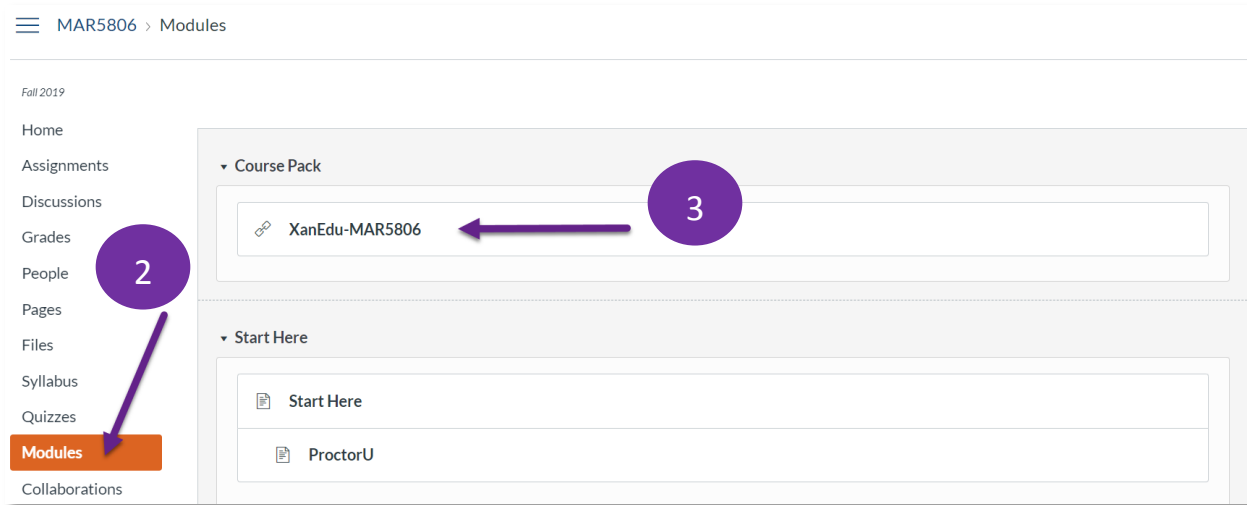 MAR5806 › Modules
Fall 2019
Home
Assignments
Discussions
Grades
People
Pages
Files
Syllabus
Quizzes
Modules
Collaborations
2
Course Pack
XanEdu-MAR5806
3
Start Here
Start Here
ProctorU